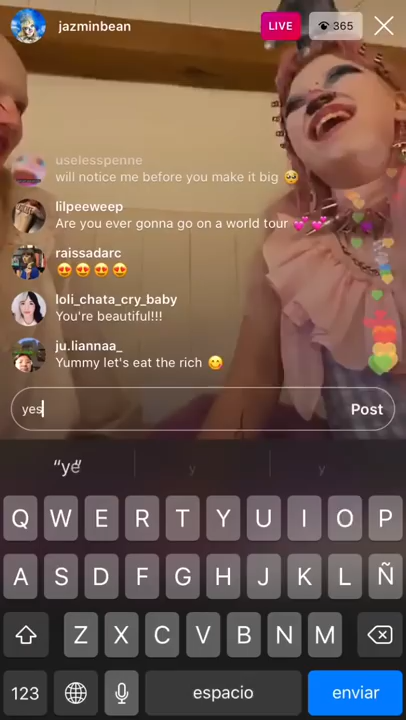 jazminbean
LIVE
365
uselesspenne
will notice me before you make it big 🥺
lilpeeweep
Are you ever gonna go on a world tour 💕💕
raissadarc
😍😍😍😍
loli_chata_cry_baby
You're beautiful!!!
ju.liannaa_
Yummy let's eat the rich 😋
yes
Post
"ye" y y
Q W E R T Y U I O P
A S D F G H J K L Ñ
Z X C V B N M
123 espacio enviar